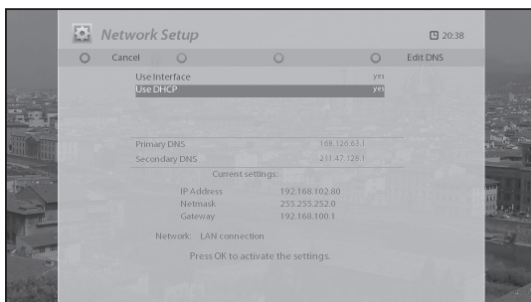 Network Setup 20:38
Cancel Edit DNS
Use Interface yes
Use DHCP yes
Primary DNS 168.126.63.1
Secondary DNS 211.47.128.1
Current settings:
IP Address 192.168.102.80
Netmask 255.255.252.0
Gateway 192.168.100.1
Network: LAN connection
Press OK to activate the settings.